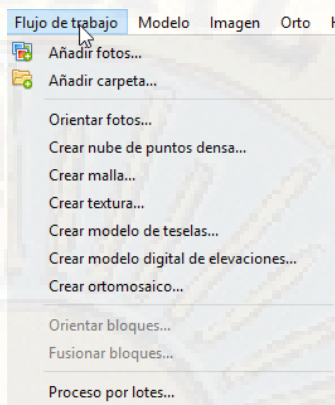 Flujo de trabajo Modelo Imagen Orto
Añadir fotos...
Añadir carpeta...
Orientar fotos...
Crear nube de puntos densa...
Crear malla...
Crear textura...
Crear modelo de teselas...
Crear modelo digital de elevaciones...
Crear ortomosaico...
Orientar bloques...
Fusionar bloques...
Proceso por lotes...